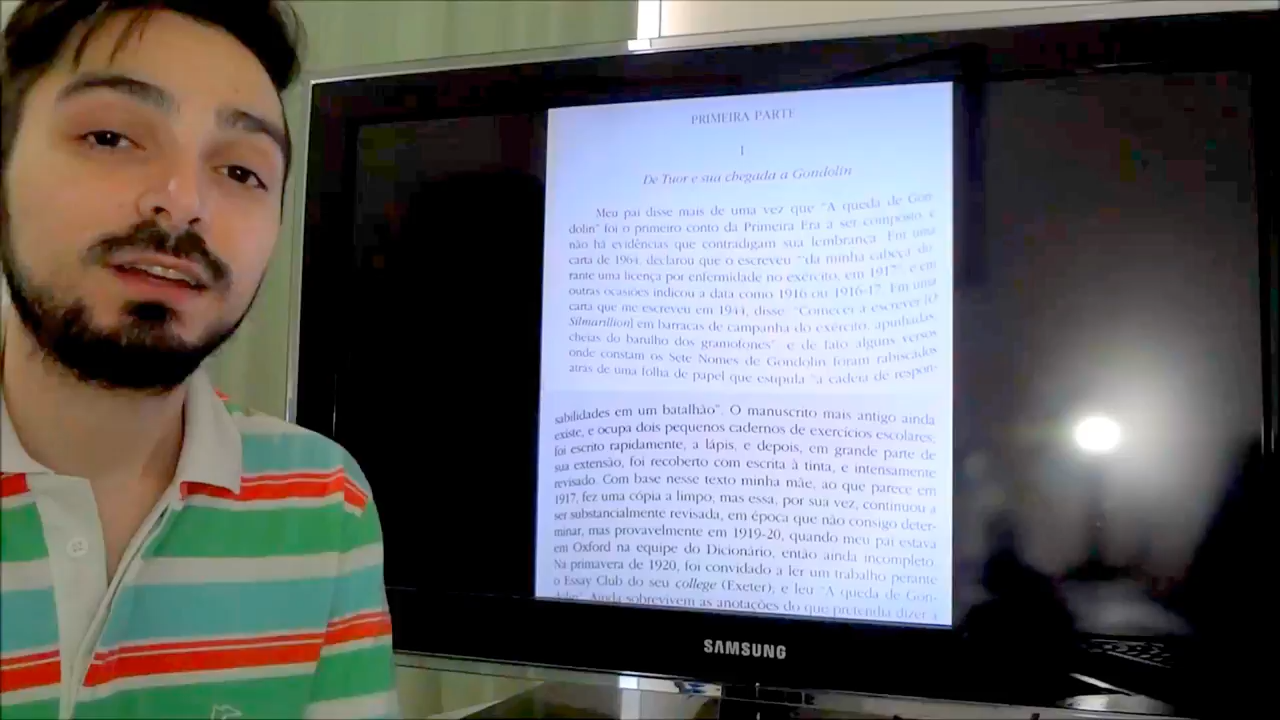 PRIMEIRA PARTE
I
De Tuor e sua chegada a Gondolin
Meu pai disse mais de uma vez que "A queda de Gon-
dolin" foi o primeiro conto da Primeira Era a ser composto, e
não há evidências que contradigam sua lembrança. Em uma
carta de 1964, declarou que o escreveu "'da minha cabeça' du-
rante uma licença por enfermidade no exército, em 1917", e em
outras ocasiões indicou a data como 1916 ou 1916-17. Em uma
carta que me escreveu em 1944, disse: "Comecei a escrever [O
Silmarillion] em barracas de campanha do exército, apinhadas,
cheias do barulho dos gramofones"; e de fato alguns versos
onde constam os Sete Nomes de Gondolin foram rabiscados
atrás de uma folha de papel que estipula "a cadeia de respon-
sabilidades em um batalhão". O manuscrito mais antigo ainda
existe, e ocupa dois pequenos cadernos de exercícios escolares;
foi escrito rapidamente, a lápis, e depois, em grande parte de
sua extensão, foi recoberto com escrita à tinta, e intensamente
revisado. Com base nesse texto minha mãe, ao que parece em
1917, fez uma cópia a limpo; mas essa, por sua vez, continuou a
ser substancialmente revisada, em época que não consigo deter-
minar, mas provavelmente em 1919-20, quando meu pai estava
em Oxford na equipe do Dicionário, então ainda incompleto.
Na primavera de 1920, foi convidado a ler um trabalho perante
o Essay Club do seu college (Exeter); e leu "A queda de Gon-
dolin". Ainda sobrevivem as anotações do que pretendia dizer à
SAMSUNG